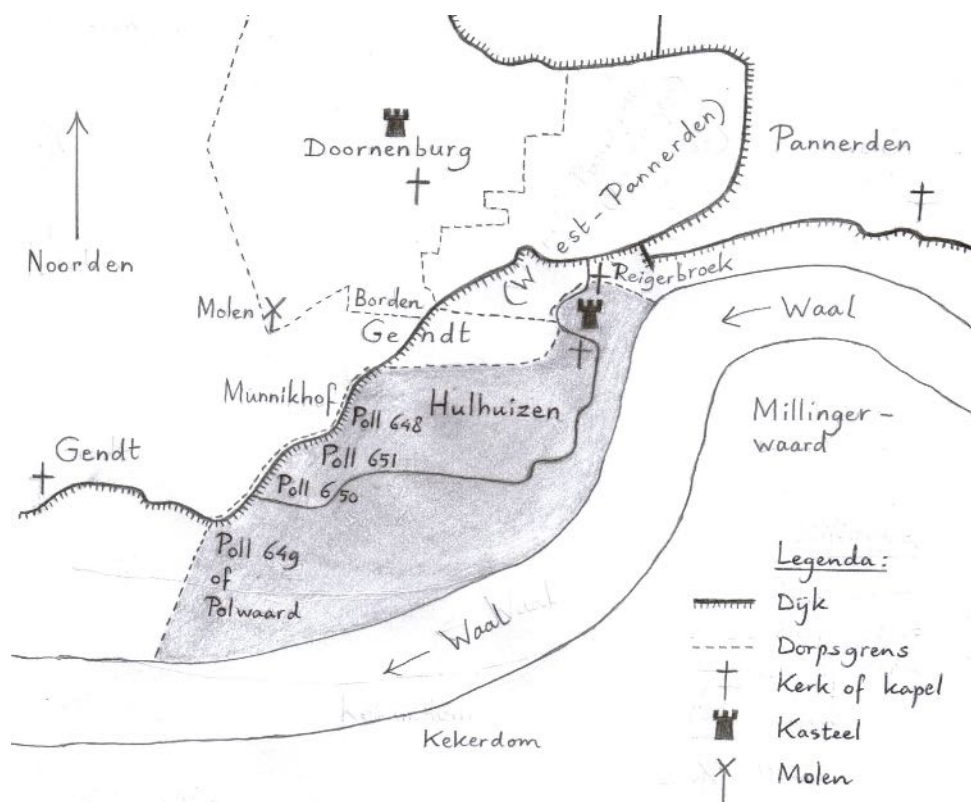 Doornenburg
Pannerden
(West-Pannerden)
Noorden
Reigerbroek
Molen
Borden
Gendt
Waal
Munnikhof
Hulhuizen
Poll 648
Millinger-
waard
Gendt
Poll 651
Poll 650
Poll 649
of
Polwaard
Waal
Kekerdom
Legenda:
Dijk
Dorpsgrens
Kerk of kapel
Kasteel
Molen